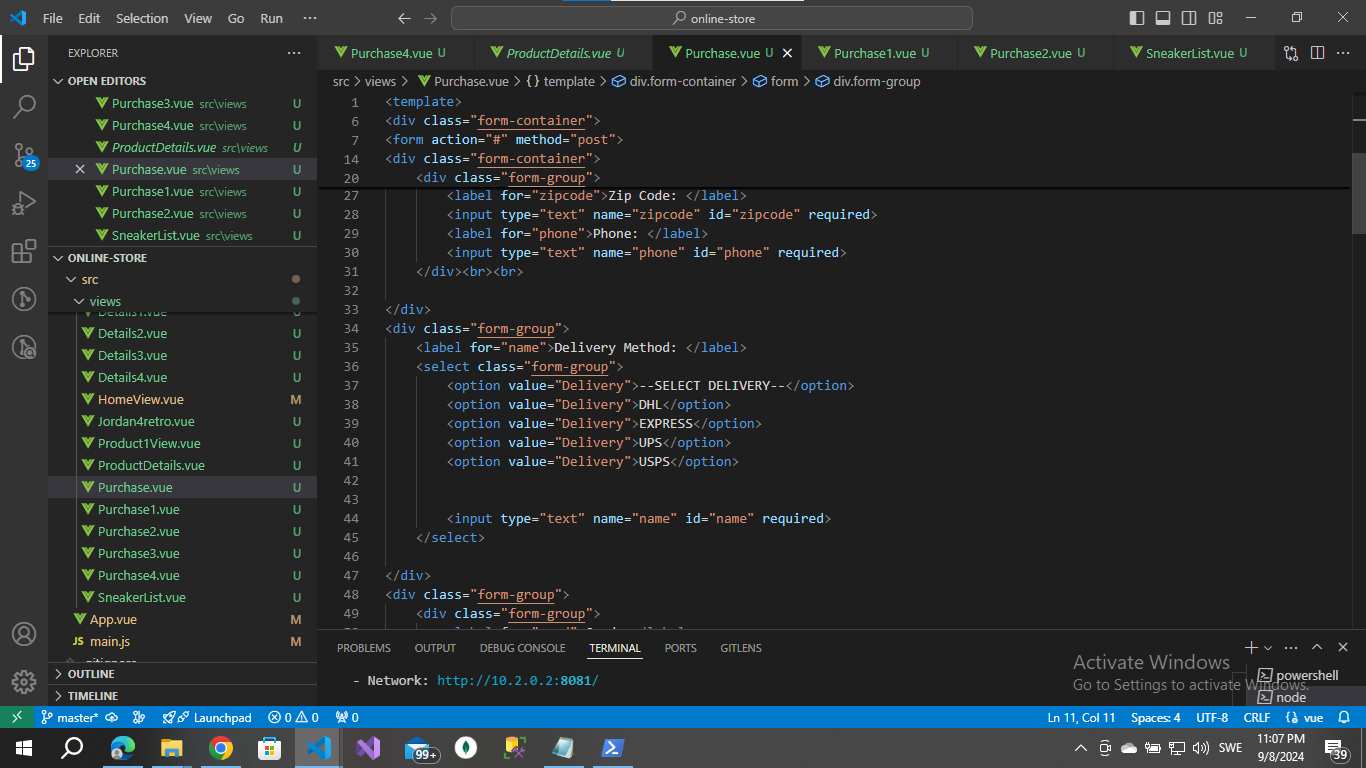 File Edit Selection View Go Run ··· online-store
EXPLORER
OPEN EDITORS
Purchase3.vue src\views U
Purchase4.vue src\views U
ProductDetails.vue src\views U
Purchase.vue src\views U
Purchase1.vue src\views U
Purchase2.vue src\views U
SneakerList.vue src\views U
25
ONLINE-STORE
src
views
Details1.vue U
Details2.vue U
Details3.vue U
Details4.vue U
HomeView.vue M
Jordan4retro.vue U
Product1View.vue U
ProductDetails.vue U
Purchase.vue U
Purchase1.vue U
Purchase2.vue U
Purchase3.vue U
Purchase4.vue U
SneakerList.vue U
App.vue M
JS main.js M
.gitignore
OUTLINE
TIMELINE
Purchase4.vue U ProductDetails.vue U Purchase.vue U Purchase1.vue U Purchase2.vue U SneakerList.vue U
src > views > Purchase.vue > {} template > div.form-container > form > div.form-group
1 <template>
6 <div class="form-container">
7 <form action="#" method="post">
14 <div class="form-container">
20 <div class="form-group">
27 <label for="zipcode">Zip Code: </label>
28 <input type="text" name="zipcode" id="zipcode" required>
29 <label for="phone">Phone: </label>
30 <input type="text" name="phone" id="phone" required>
31 </div><br><br>
32
33 </div>
34 <div class="form-group">
35 <label for="name">Delivery Method: </label>
36 <select class="form-group">
37 <option value="Delivery">--SELECT DELIVERY--</option>
38 <option value="Delivery">DHL</option>
39 <option value="Delivery">EXPRESS</option>
40 <option value="Delivery">UPS</option>
41 <option value="Delivery">USPS</option>
42
43
44 <input type="text" name="name" id="name" required>
45 </select>
46
47 </div>
48 <div class="form-group">
49 <div class="form-group">
PROBLEMS OUTPUT DEBUG CONSOLE TERMINAL PORTS GITLENS
- Network: http://10.2.0.2:8081/
powershell
node
Activate Windows
Go to Settings to activate Windows.
master* Launchpad 0 0 0 Ln 11, Col 11 Spaces: 4 UTF-8 CRLF {} vue
99+ SWE 11:07 PM
9/8/2024
39